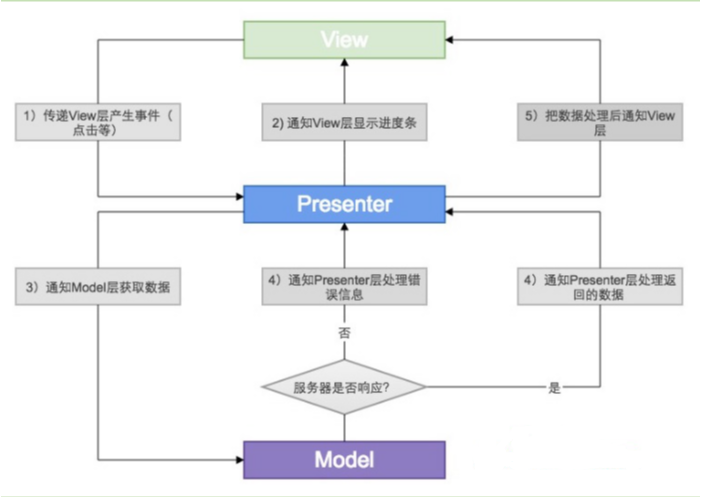 View
1）传递View层产生事件（
点击等）
2) 通知View层显示进度条
5）把数据处理后通知View
层
Presenter
3）通知Model层获取数据
4）通知Presenter层处理错
误信息
4）通知Presenter层处理返
回的数据
否
服务器是否响应?
是
Model